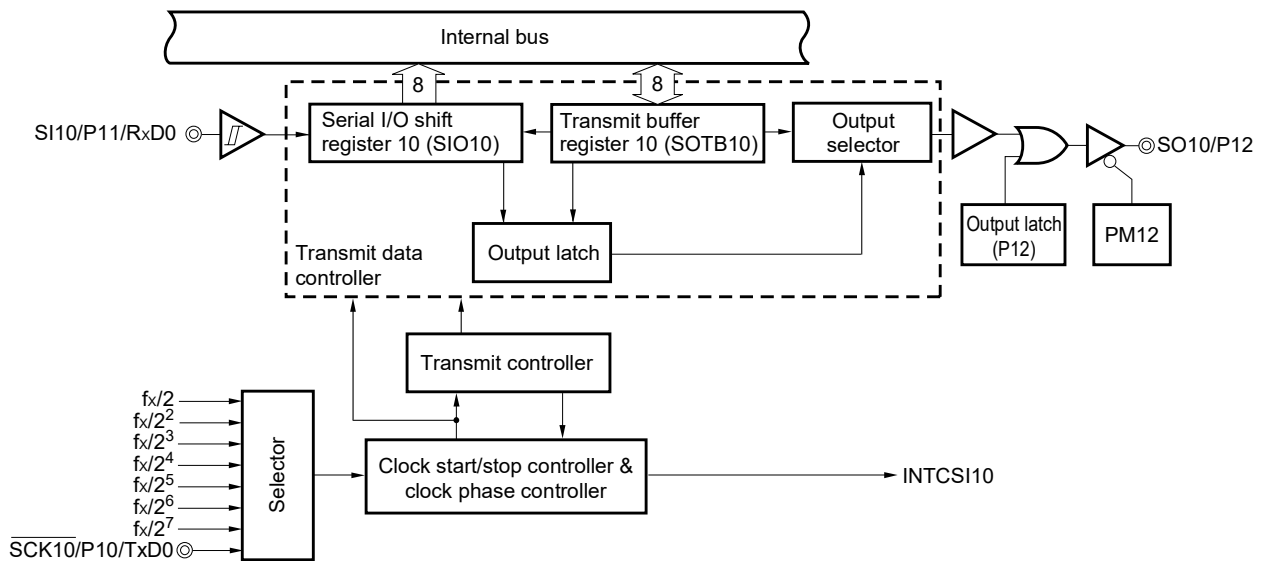 Internal bus
8
8
SI10/P11/RxD0
Serial I/O shift
register 10 (SIO10)
Transmit buffer
register 10 (SOTB10)
Output
selector
SO10/P12
Output latch
Output latch
(P12)
PM12
Transmit data
controller
Transmit controller
fx/2
fx/2²
fx/2³
fx/2⁴
fx/2⁵
fx/2⁶
fx/2⁷
S̅C̅K̅1̅0̅/P10/TxD0
Selector
Clock start/stop controller &
clock phase controller
INTCSI10